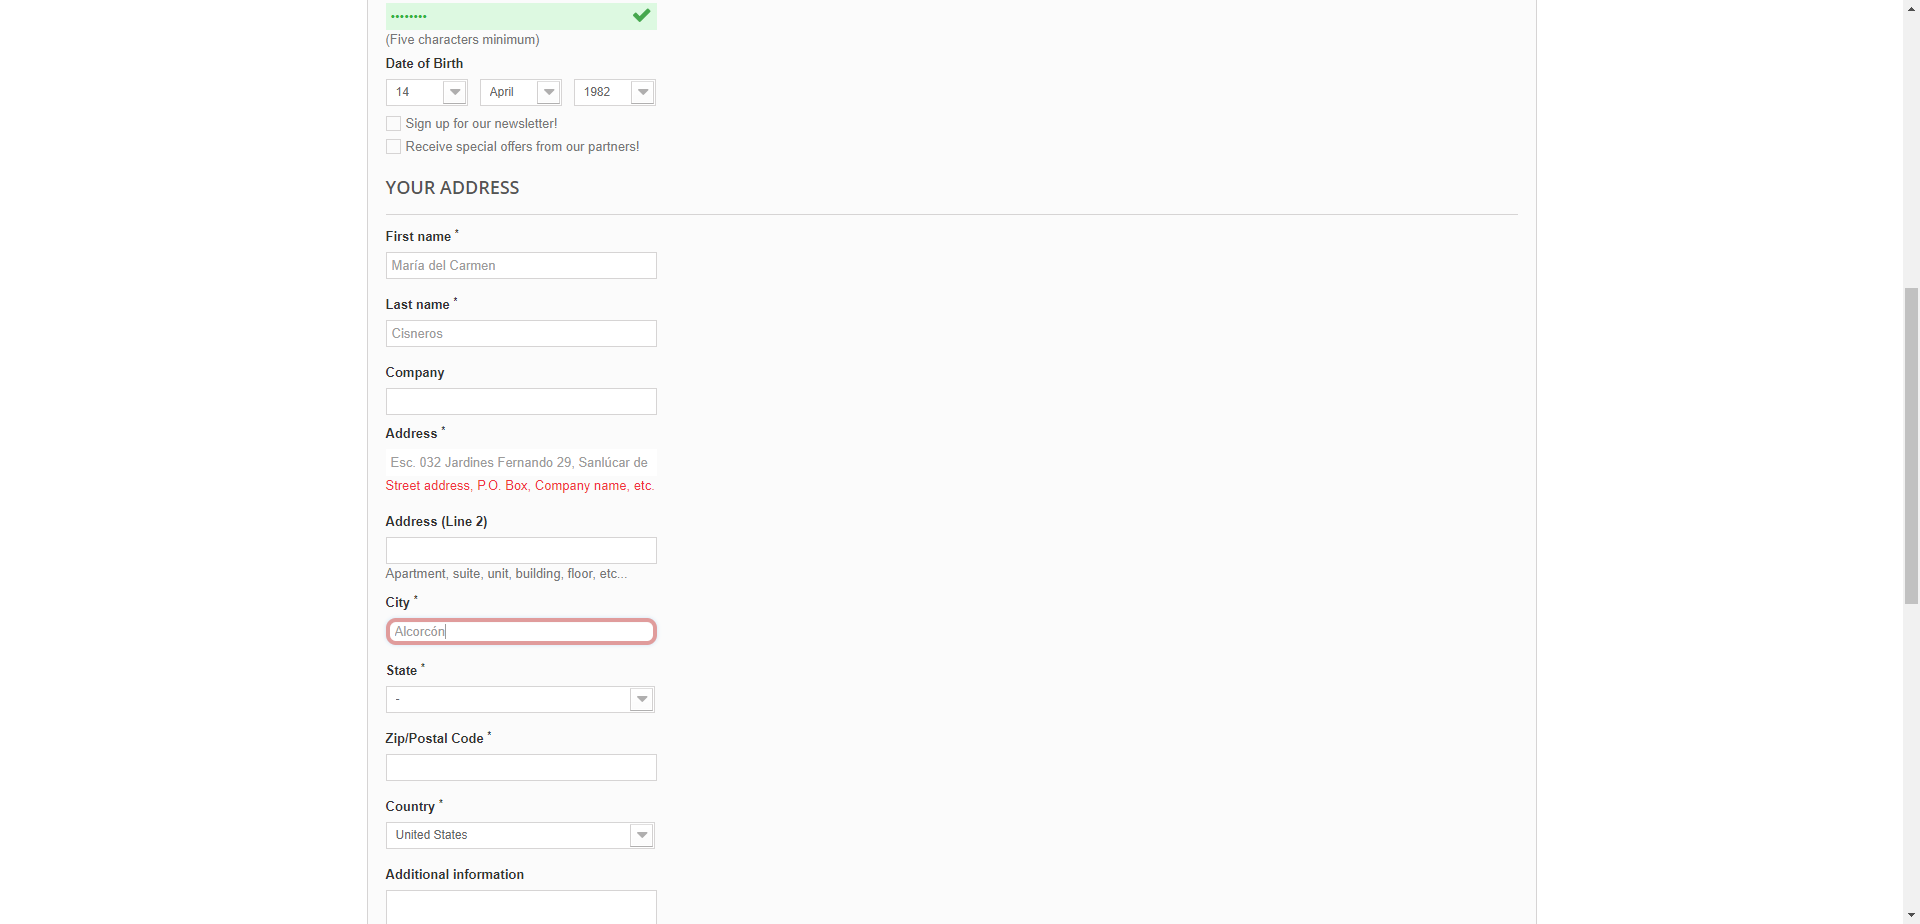 ••••••••
(Five characters minimum)
Date of Birth
14 April 1982
Sign up for our newsletter!
Receive special offers from our partners!
YOUR ADDRESS
First name *
María del Carmen
Last name *
Cisneros
Company
Address *
Esc. 032 Jardines Fernando 29, Sanlúcar de
Street address, P.O. Box, Company name, etc.
Address (Line 2)
Apartment, suite, unit, building, floor, etc...
City *
Alcorcón
State *
-
Zip/Postal Code *
Country *
United States
Additional information